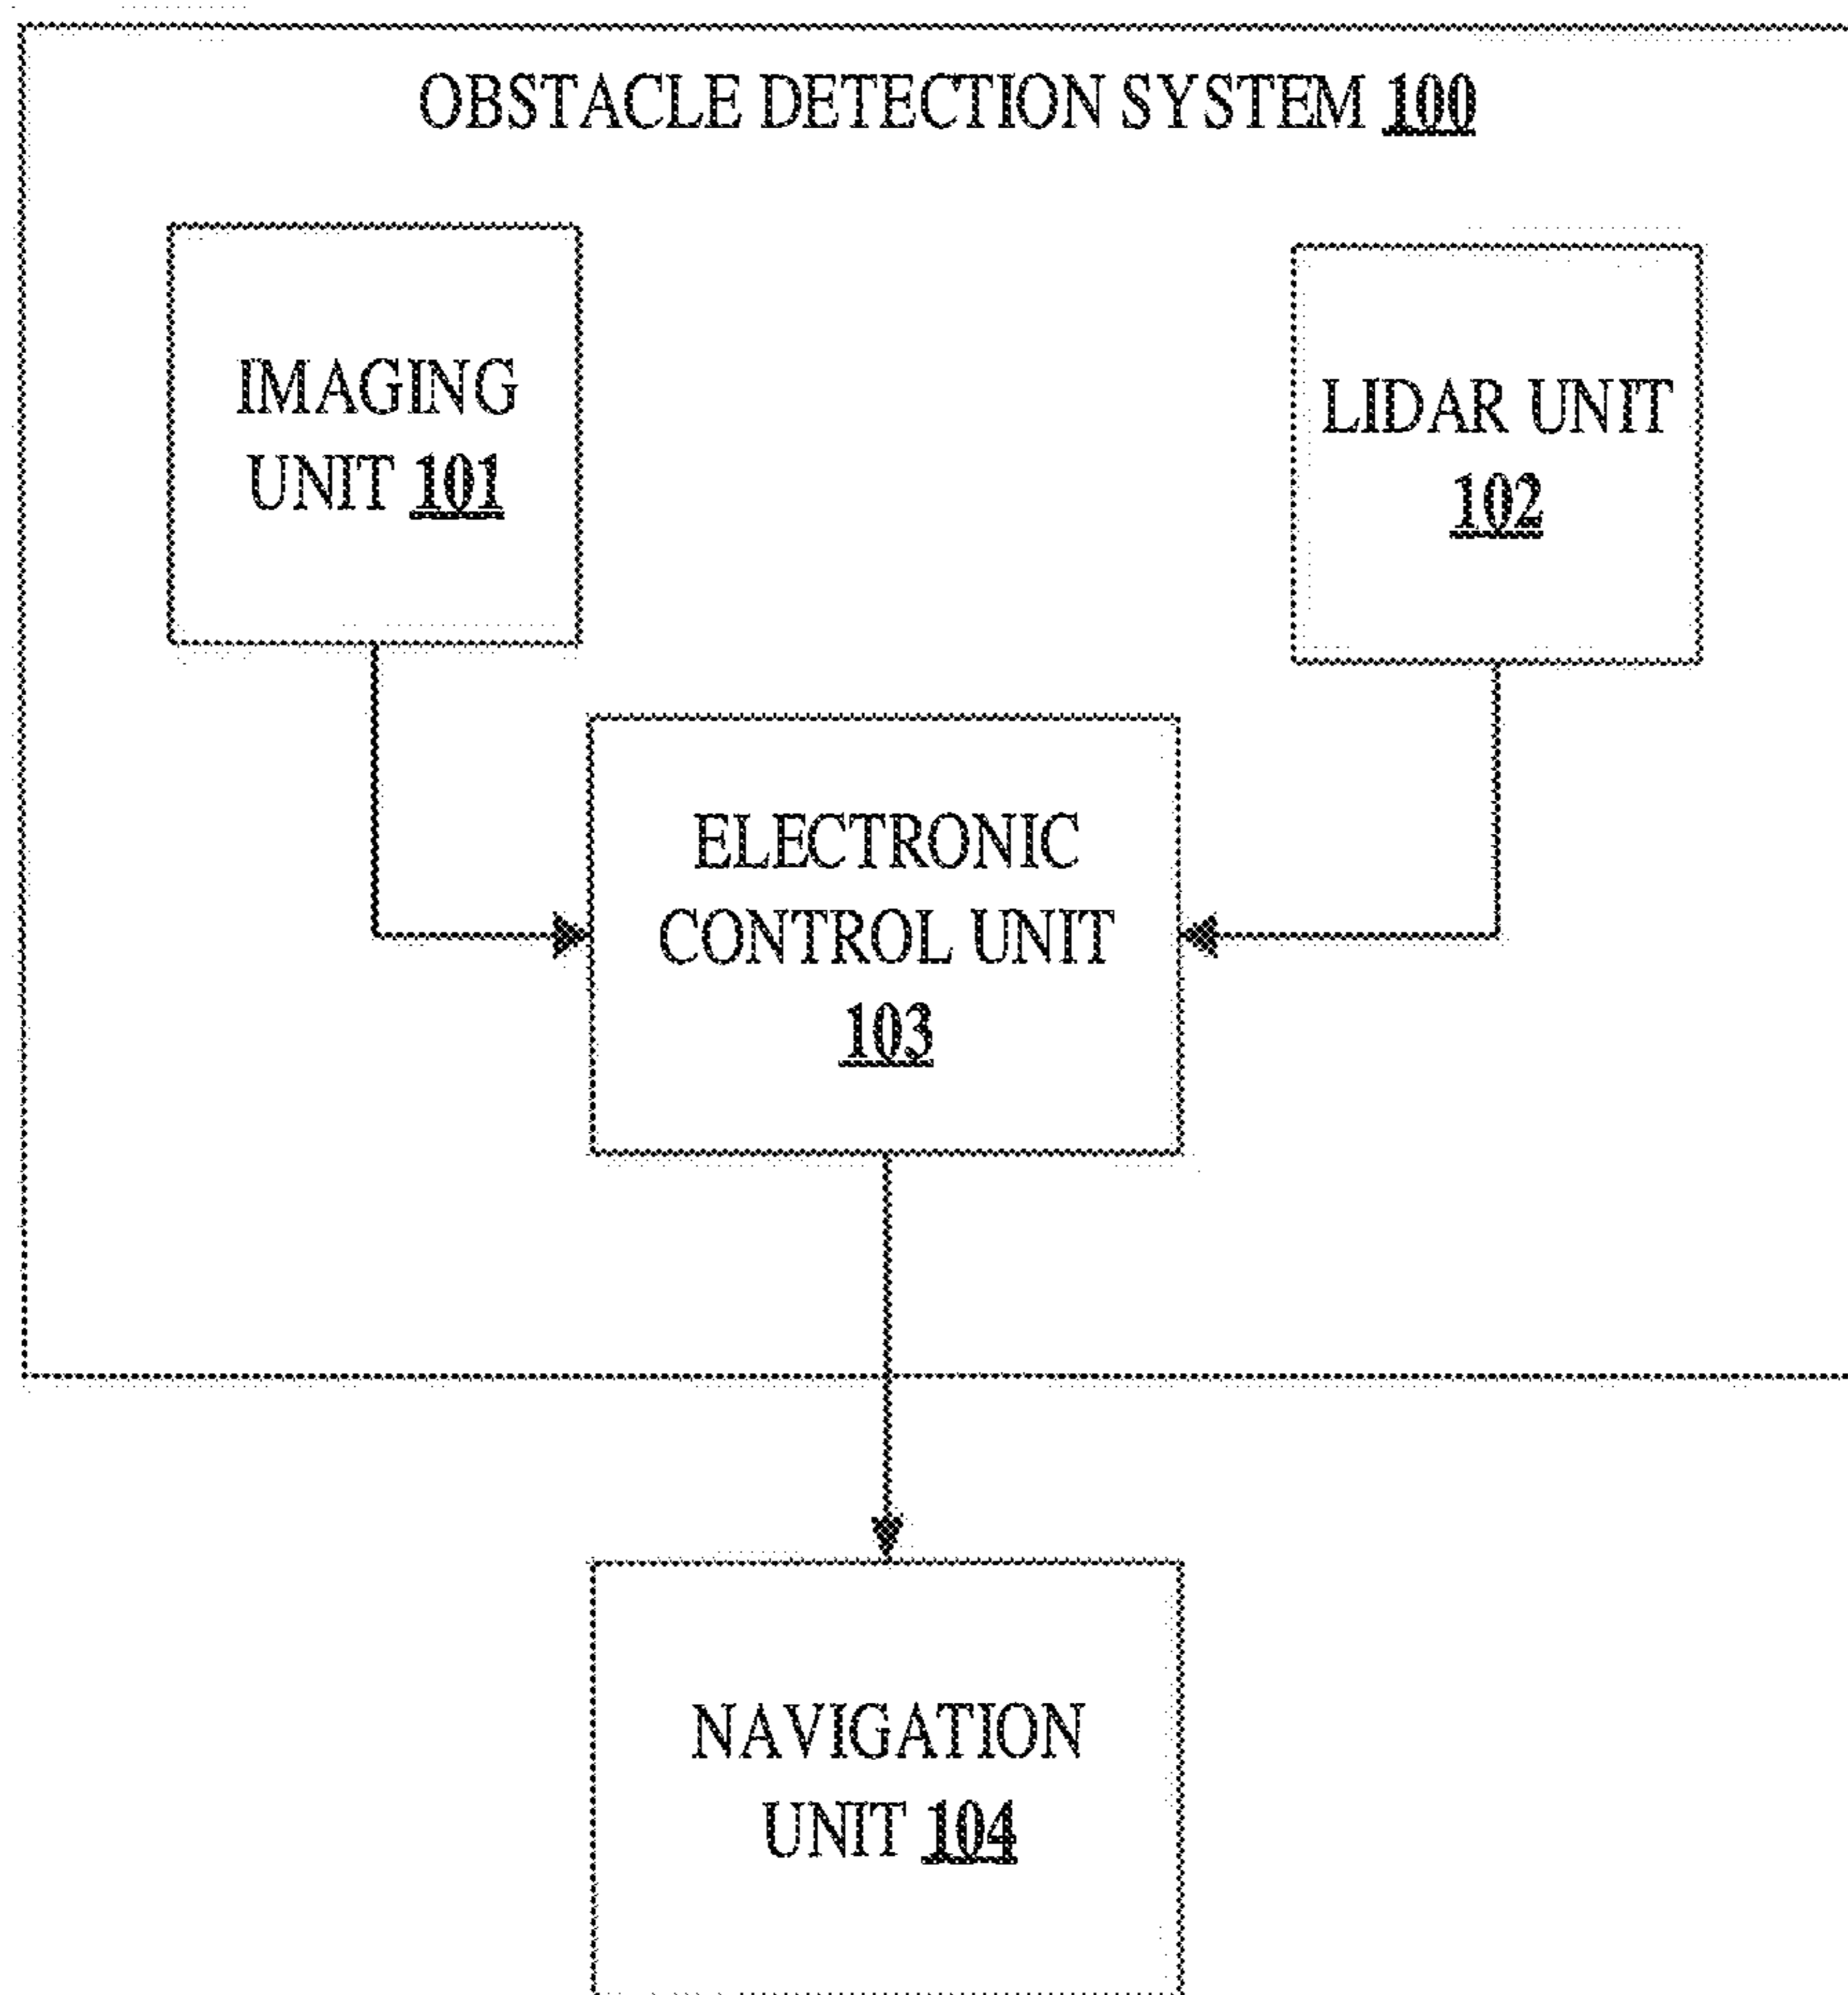 OBSTACLE DETECTION SYSTEM 100
IMAGING
UNIT 101
LIDAR UNIT
102
ELECTRONIC
CONTROL UNIT
103
NAVIGATION
UNIT 104